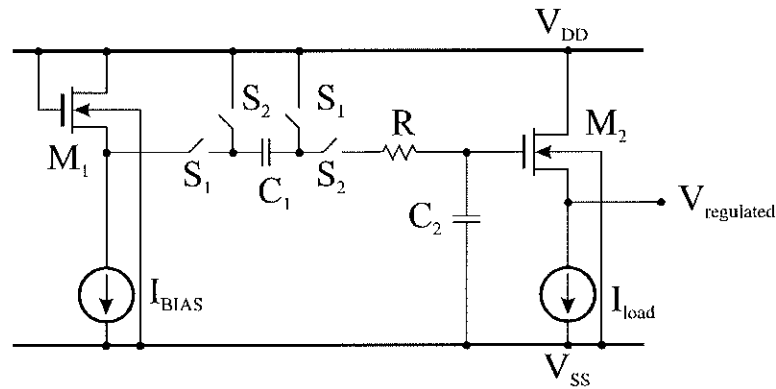 V_DD
S_2
S_1
R
M_2
M_1
S_1
C_1
S_2
C_2
V_regulated
I_BIAS
I_load
V_SS